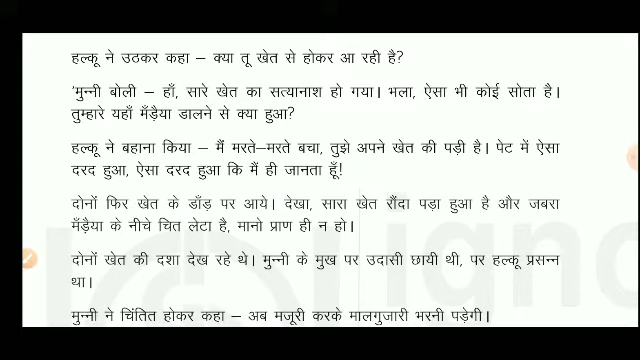 हल्कू ने उठकर कहा – क्या तू खेत से होकर आ रही है?
'मुन्नी बोली – हाँ, सारे खेत का सत्यानाश हो गया। भला, ऐसा भी कोई सोता है।
तुम्हारे यहाँ मँड़ैया डालने से क्या हुआ?
हल्कू ने बहाना किया – मैं मरते–मरते बचा, तुझे अपने खेत की पड़ी है। पेट में ऐसा
दरद हुआ, ऐसा दरद हुआ कि मैं ही जानता हूँ!
दोनों फिर खेत के डाँड़ पर आये। देखा, सारा खेत रौंदा पड़ा हुआ है और जबरा
मँड़ैया के नीचे चित लेटा है, मानो प्राण ही न हो।
दोनों खेत की दशा देख रहे थे। मुन्नी के मुख पर उदासी छायी थी, पर हल्कू प्रसन्न
था।
मुन्नी ने चिंतित होकर कहा – अब मजूरी करके मालगुजारी भरनी पड़ेगी।
ignou